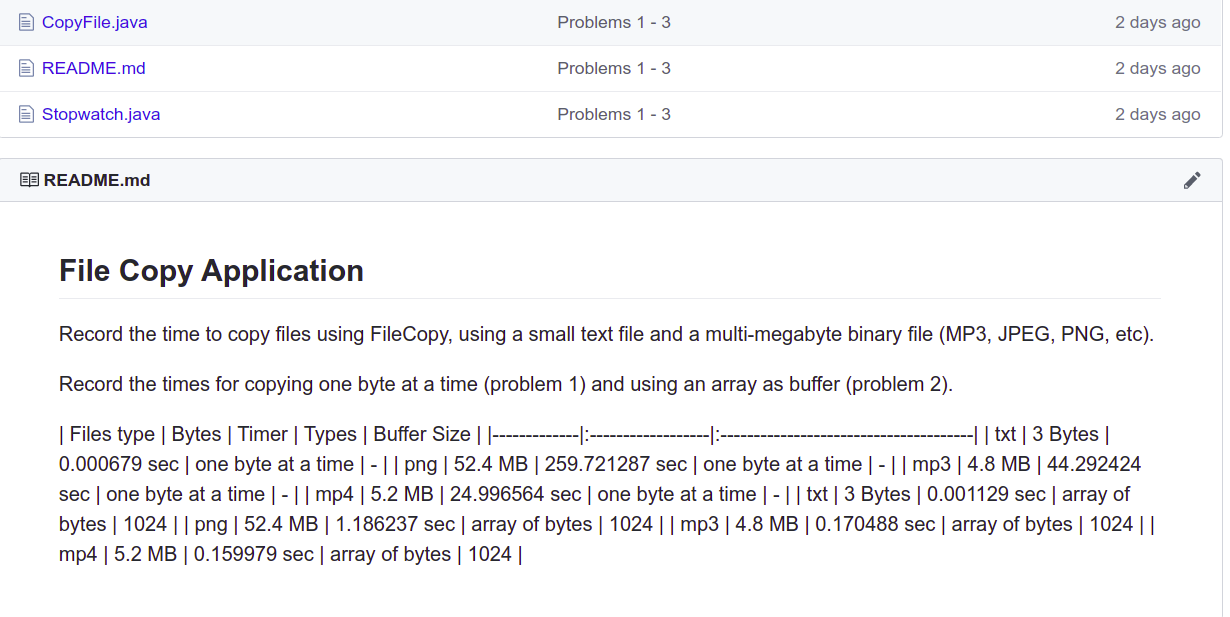 CopyFile.java Problems 1 - 3 2 days ago
README.md Problems 1 - 3 2 days ago
Stopwatch.java Problems 1 - 3 2 days ago
README.md
File Copy Application
Record the time to copy files using FileCopy, using a small text file and a multi-megabyte binary file (MP3, JPEG, PNG, etc).
Record the times for copying one byte at a time (problem 1) and using an array as buffer (problem 2).
| Files type | Bytes | Timer | Types | Buffer Size | |-------------|:------------------|:--------------------------------------| | txt | 3 Bytes |
0.000679 sec | one byte at a time | - | | png | 52.4 MB | 259.721287 sec | one byte at a time | - | | mp3 | 4.8 MB | 44.292424
sec | one byte at a time | - | | mp4 | 5.2 MB | 24.996564 sec | one byte at a time | - | | txt | 3 Bytes | 0.001129 sec | array of
bytes | 1024 | | png | 52.4 MB | 1.186237 sec | array of bytes | 1024 | | mp3 | 4.8 MB | 0.170488 sec | array of bytes | 1024 | |
mp4 | 5.2 MB | 0.159979 sec | array of bytes | 1024 |